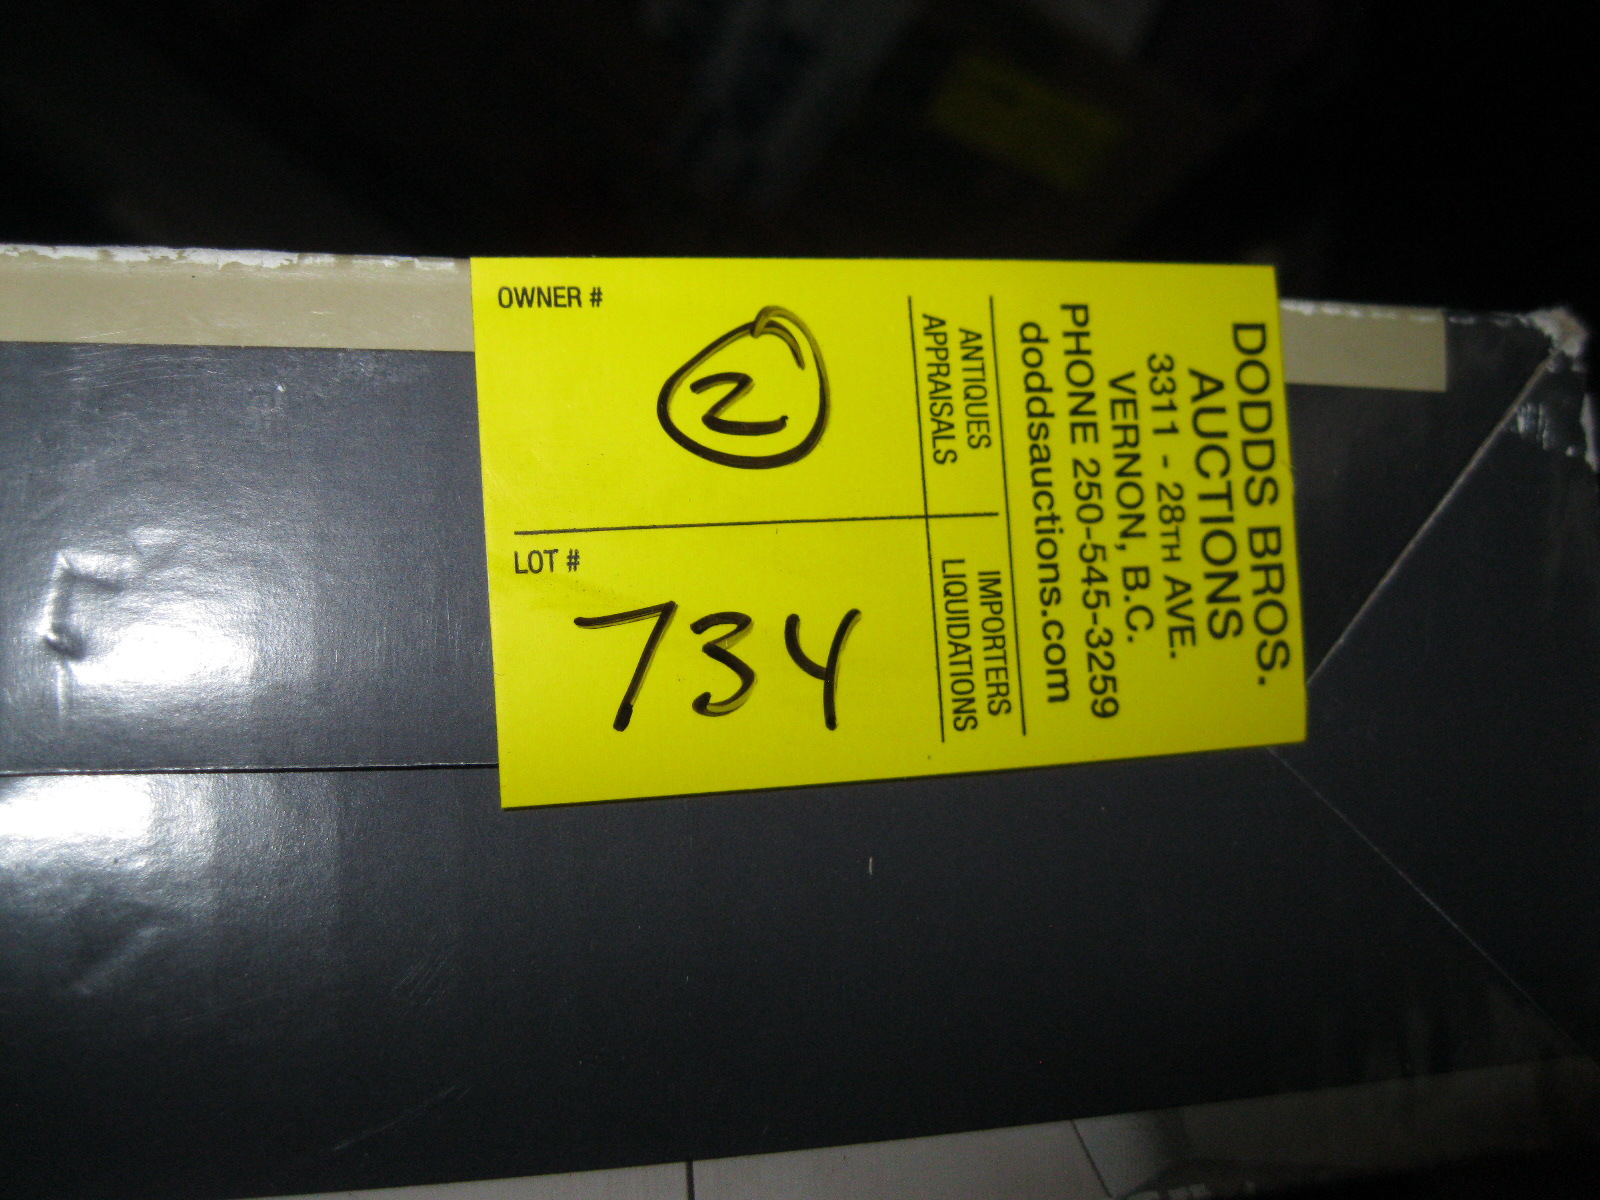 DODDS BROS.
AUCTIONS
3311 - 28TH AVE.
VERNON, B.C.
PHONE 250-545-3259
doddsauctions.com
ANTIQUES
APPRAISALS
IMPORTERS
LIQUIDATIONS
OWNER #
2
LOT #
734